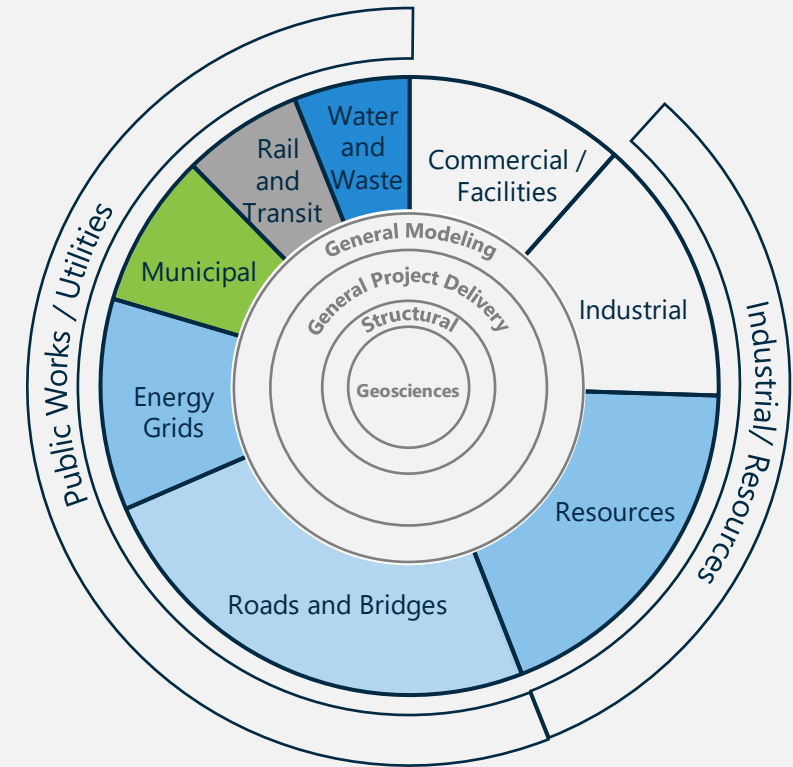 Water
and
Waste
Rail
and
Transit
Commercial /
Facilities
Municipal
Industrial
Energy
Grids
Resources
Roads and Bridges
General Modeling
General Project Delivery
Structural
Geosciences
Public Works / Utilities
Industrial/ Resources